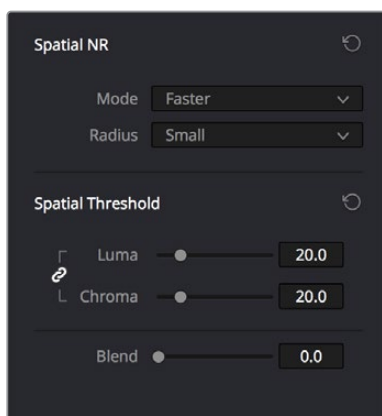 Spatial NR
Mode Faster
Radius Small
Spatial Threshold
Luma 20.0
Chroma 20.0
Blend 0.0